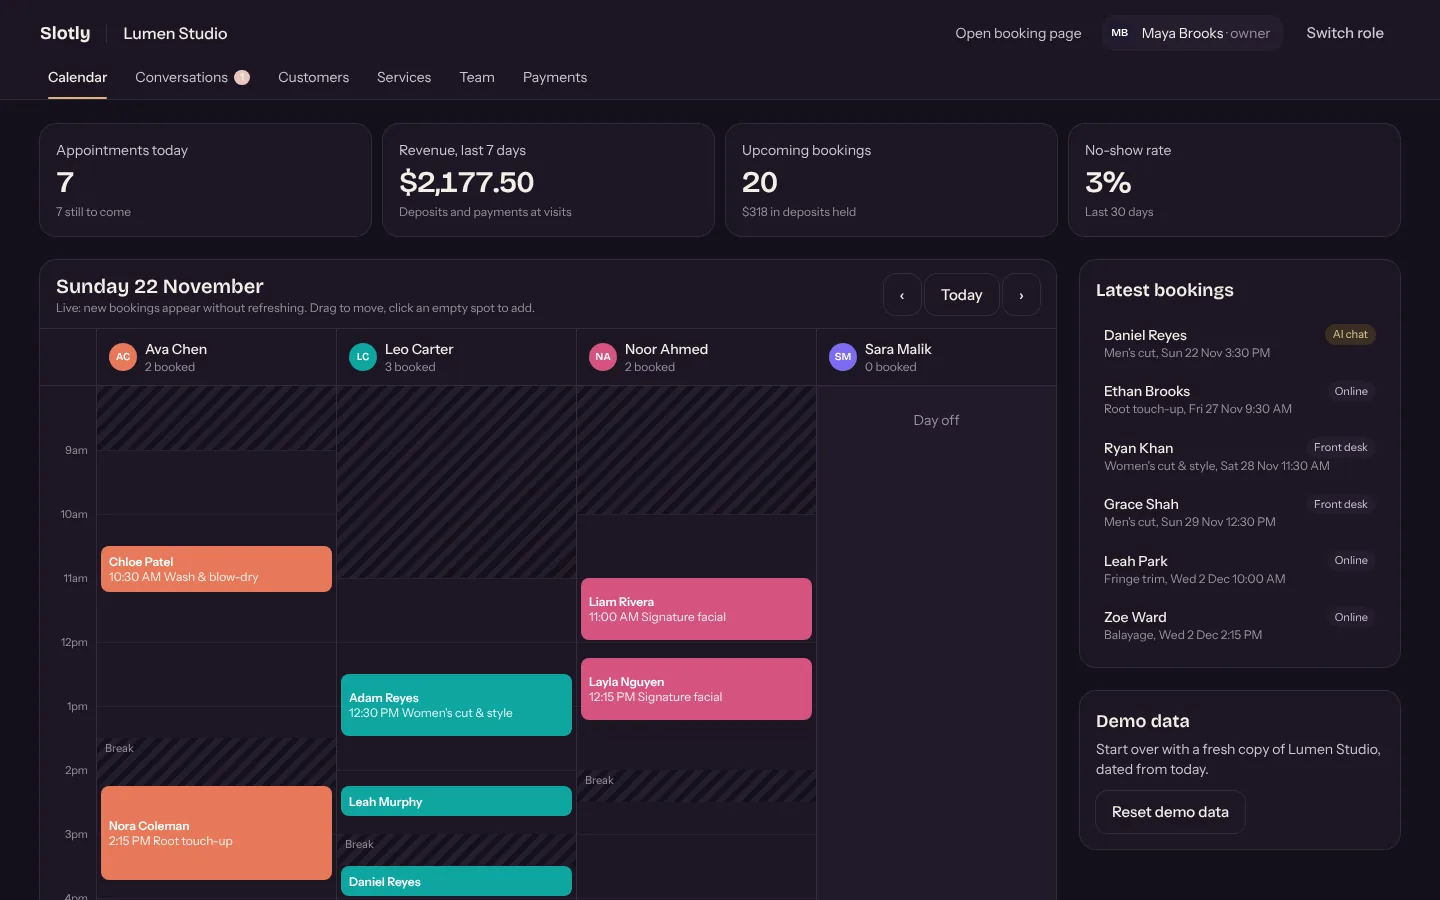 Slotly
Lumen Studio
Open booking page
MB
Maya Brooks · owner
Switch role
Calendar
Conversations 1
Customers
Services
Team
Payments
Appointments today
7
7 still to come
Revenue, last 7 days
$2,177.50
Deposits and payments at visits
Upcoming bookings
20
$318 in deposits held
No-show rate
3%
Last 30 days
Sunday 22 November
Live: new bookings appear without refreshing. Drag to move, click an empty spot to add.
‹
Today
›
AC
Ava Chen
2 booked
LC
Leo Carter
3 booked
NA
Noor Ahmed
2 booked
SM
Sara Malik
0 booked
Day off
9am
10am
Chloe Patel
10:30 AM Wash & blow-dry
11am
Liam Rivera
11:00 AM Signature facial
12pm
Layla Nguyen
12:15 PM Signature facial
Adam Reyes
12:30 PM Women's cut & style
1pm
Break
2pm
Break
Leah Murphy
Nora Coleman
2:15 PM Root touch-up
3pm
Break
Daniel Reyes
4pm
Latest bookings
Daniel Reyes
AI chat
Men's cut, Sun 22 Nov 3:30 PM
Ethan Brooks
Online
Root touch-up, Fri 27 Nov 9:30 AM
Ryan Khan
Front desk
Women's cut & style, Sat 28 Nov 11:30 AM
Grace Shah
Front desk
Men's cut, Sun 29 Nov 12:30 PM
Leah Park
Online
Fringe trim, Wed 2 Dec 10:00 AM
Zoe Ward
Online
Balayage, Wed 2 Dec 2:15 PM
Demo data
Start over with a fresh copy of Lumen Studio,
dated from today.
Reset demo data